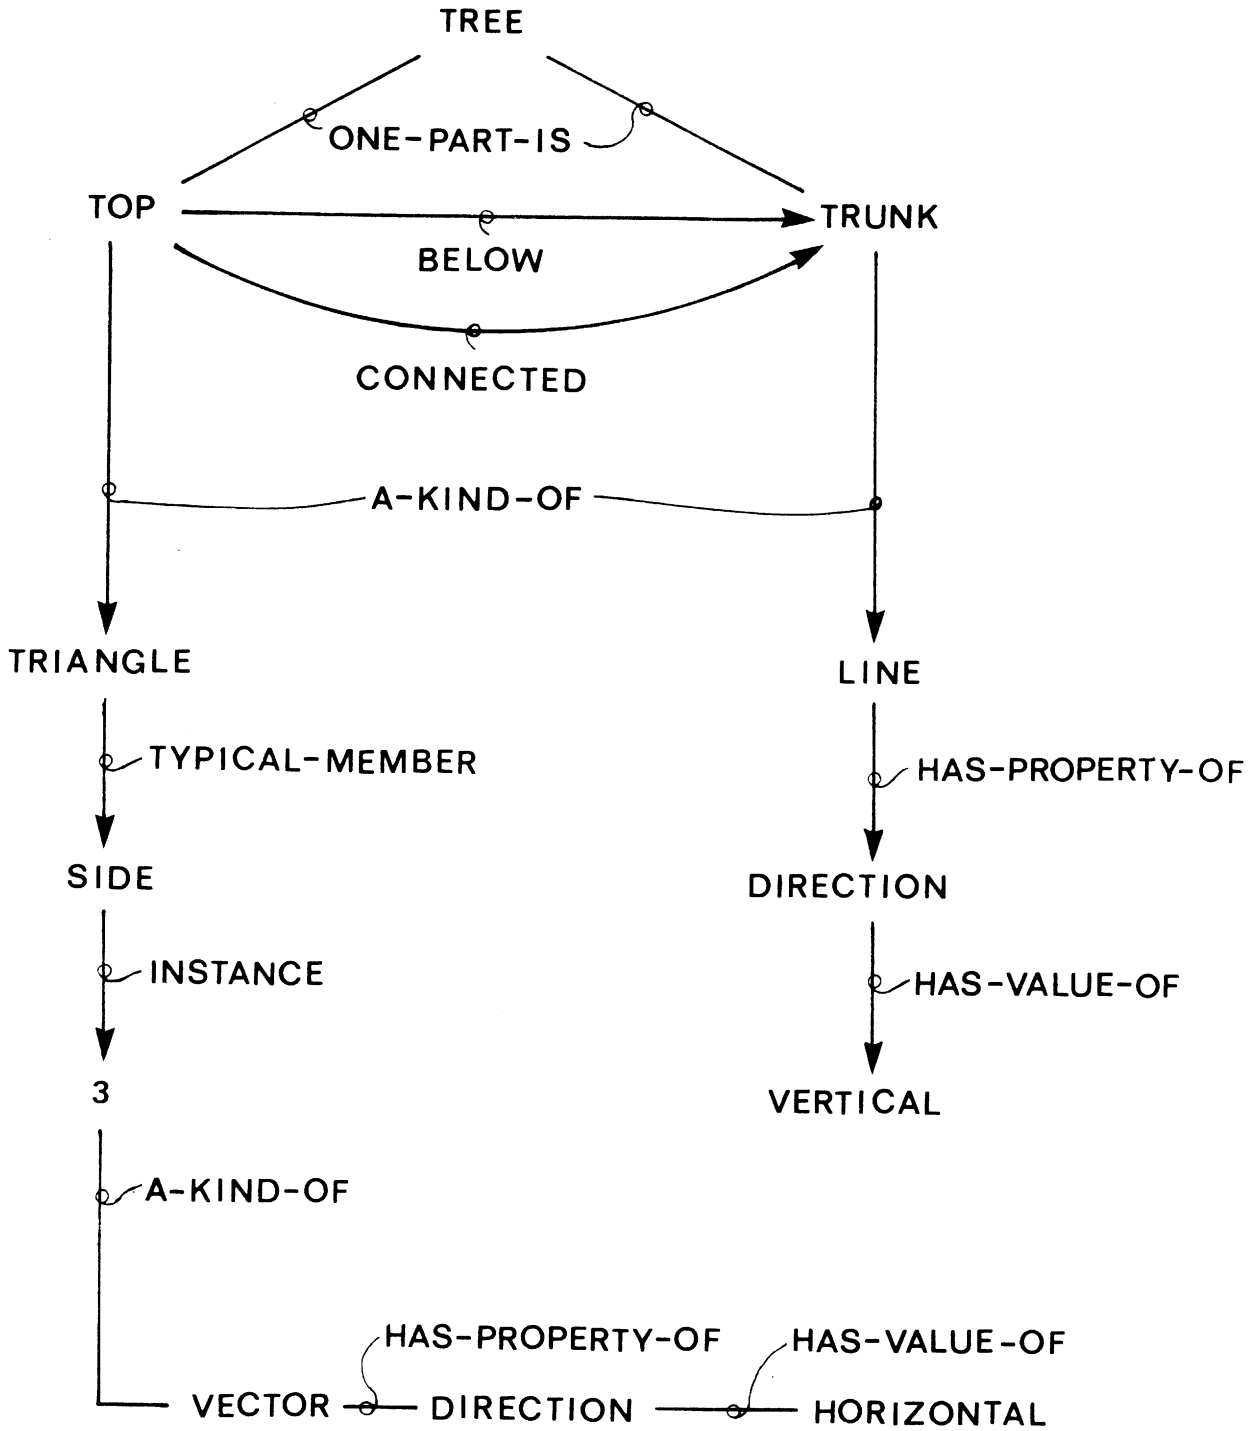 TREE
ONE-PART-IS
TOP
TRUNK
BELOW
CONNECTED
A-KIND-OF
TRIANGLE
LINE
TYPICAL-MEMBER
HAS-PROPERTY-OF
SIDE
DIRECTION
INSTANCE
HAS-VALUE-OF
3
VERTICAL
A-KIND-OF
HAS-PROPERTY-OF
HAS-VALUE-OF
VECTOR
DIRECTION
HORIZONTAL